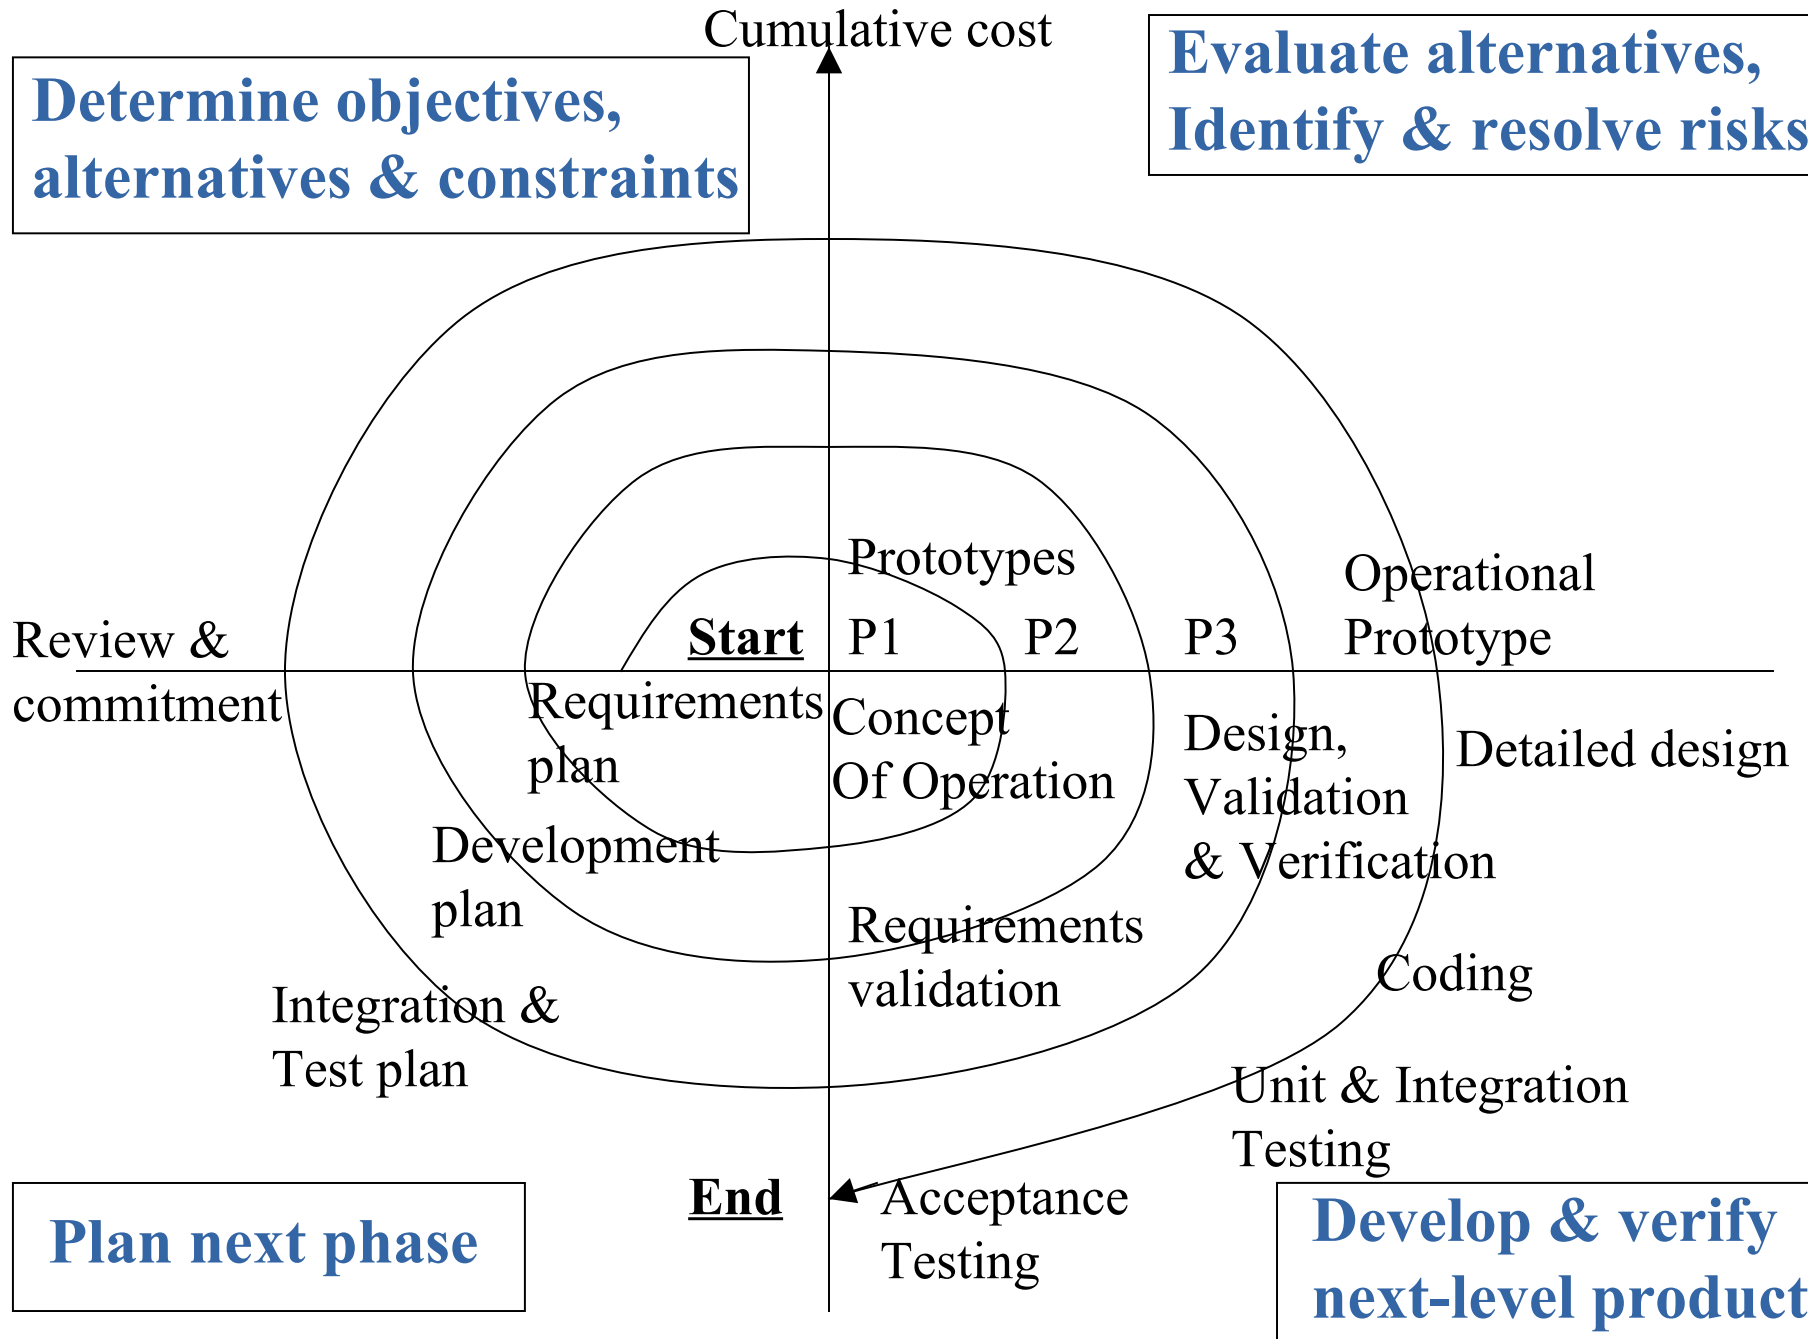 Cumulative cost
Determine objectives,
alternatives & constraints
Evaluate alternatives,
Identify & resolve risks
Prototypes
Operational
Prototype
Review &
commitment
Start
P1
P2
P3
Requirements
plan
Concept
Of Operation
Design,
Validation
& Verification
Detailed design
Development
plan
Requirements
validation
Coding
Integration &
Test plan
Unit & Integration
Testing
End
Acceptance
Testing
Plan next phase
Develop & verify
next-level product